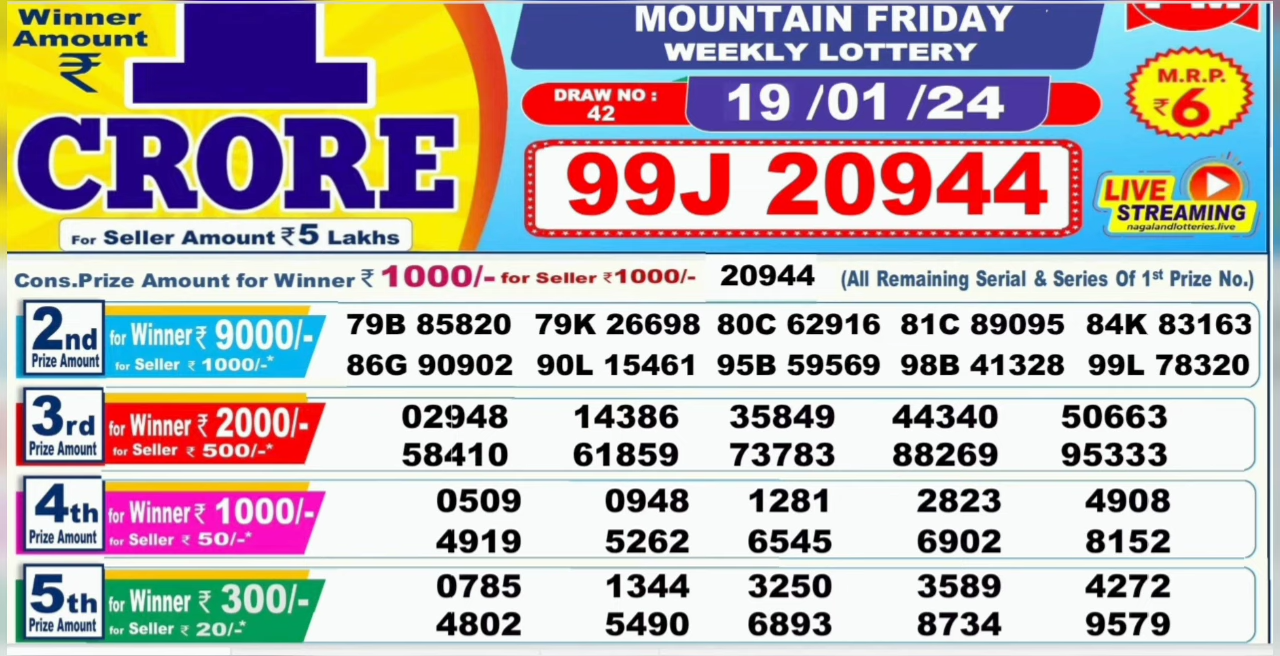 Winner
Amount
₹
1
CRORE
For Seller Amount ₹5 Lakhs
MOUNTAIN FRIDAY
WEEKLY LOTTERY
DRAW NO :
42
19 /01 /24
99J 20944
M.R.P.
₹6
LIVE
STREAMING
nagalandlotteries.live
Cons.Prize Amount for Winner ₹ 1000/- for Seller ₹1000/- 20944 (All Remaining Serial & Series Of 1st Prize No.)
2nd
Prize Amount
for Winner ₹ 9000/-
for Seller ₹ 1000/-*
79B 85820 79K 26698 80C 62916 81C 89095 84K 83163
86G 90902 90L 15461 95B 59569 98B 41328 99L 78320
3rd
Prize Amount
for Winner ₹ 2000/-
for Seller ₹ 500/-*
02948 14386 35849 44340 50663
58410 61859 73783 88269 95333
4th
Prize Amount
for Winner ₹ 1000/-
for Seller ₹ 50/-*
0509 0948 1281 2823 4908
4919 5262 6545 6902 8152
5th
Prize Amount
for Winner ₹ 300/-
for Seller ₹ 20/-*
0785 1344 3250 3589 4272
4802 5490 6893 8734 9579